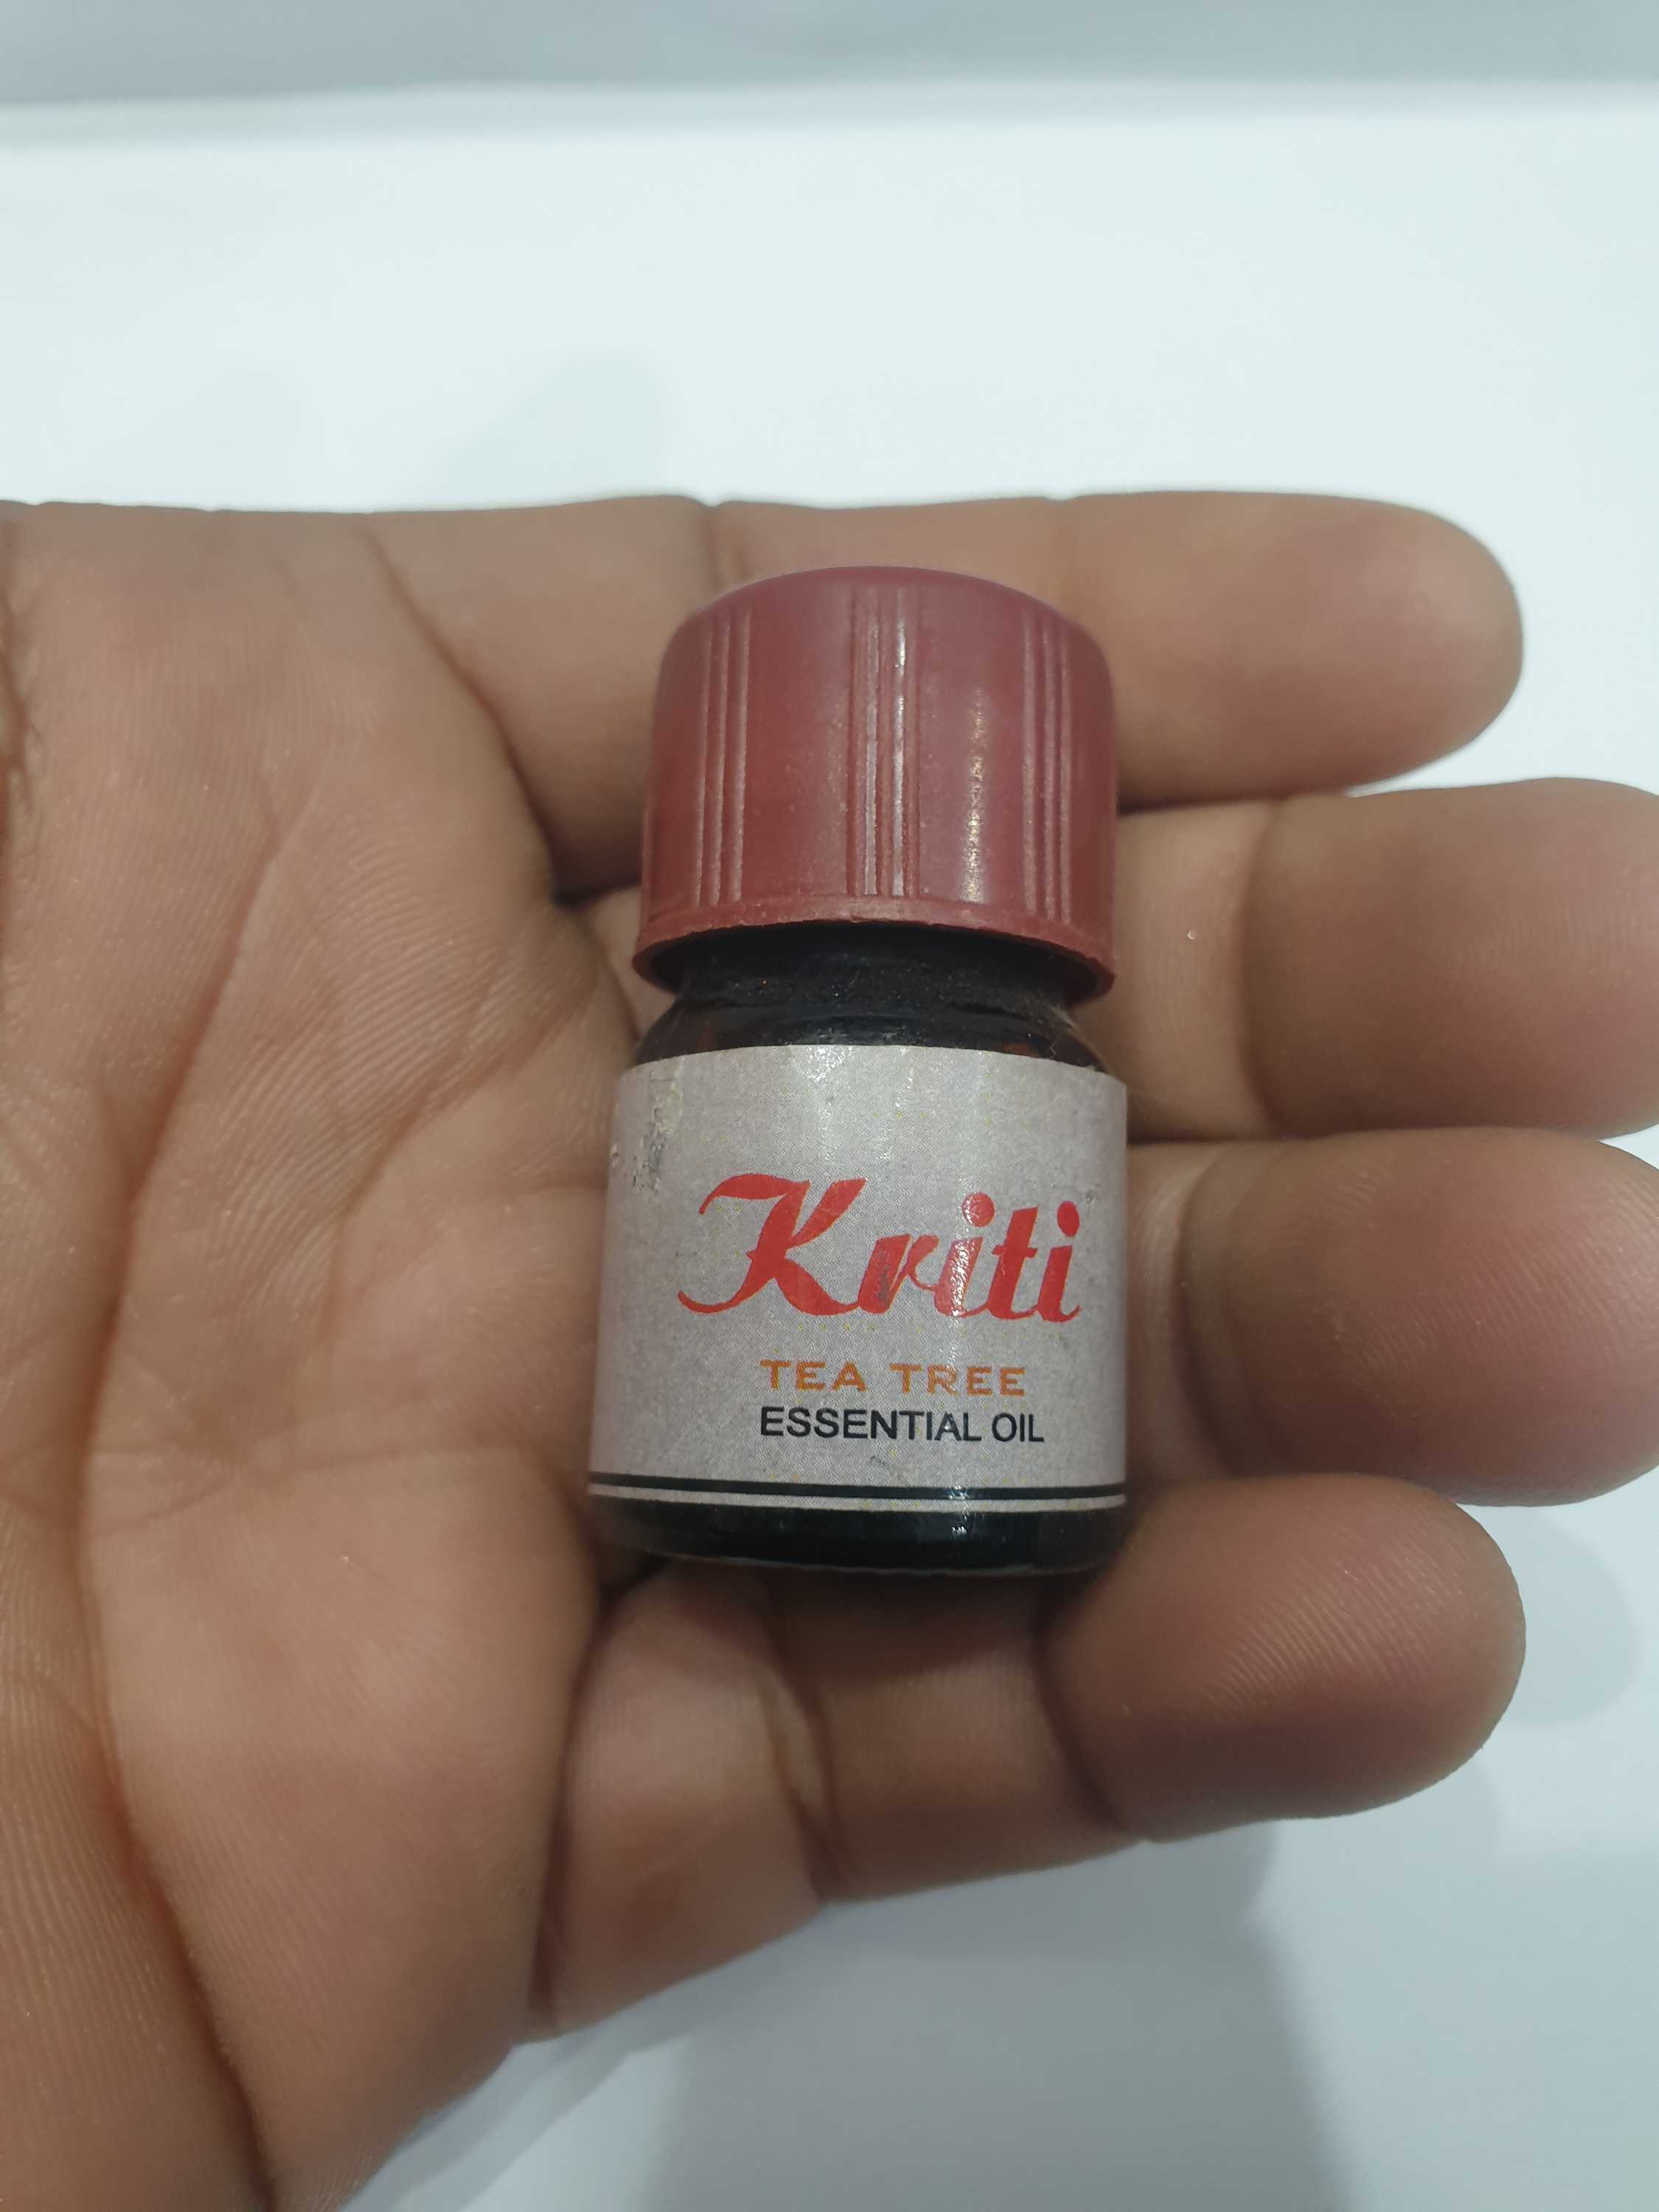 Kriti
TEA TREE
ESSENTIAL OIL